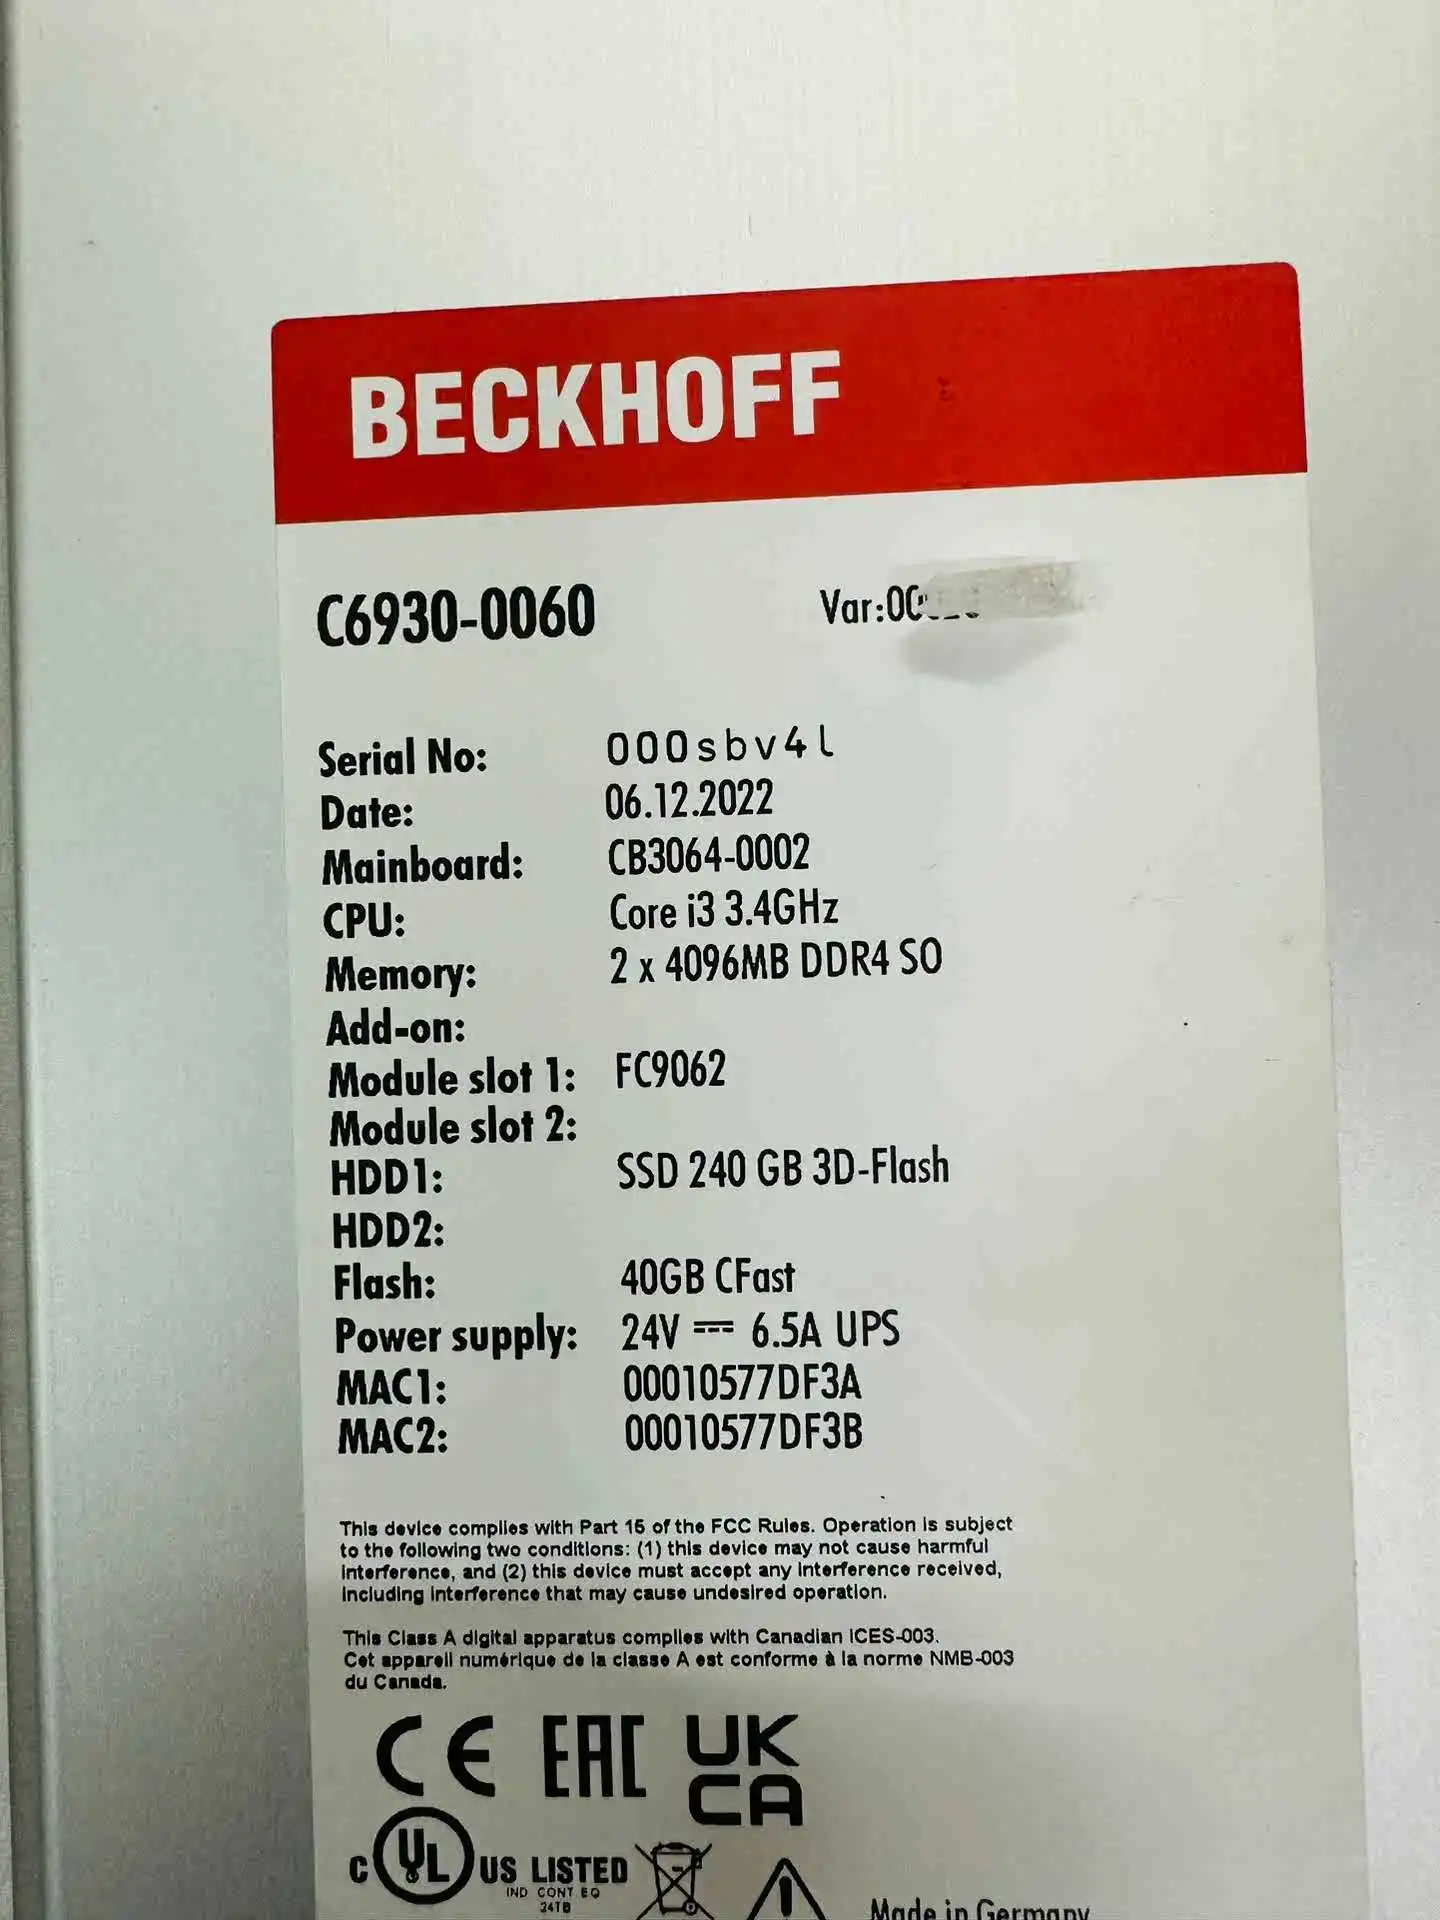 BECKHOFF
C6930-0060 Var:00
Serial No: 000sbv4l
Date: 06.12.2022
Mainboard: CB3064-0002
CPU: Core i3 3.4GHz
Memory: 2 x 4096MB DDR4 SO
Add-on:
Module slot 1: FC9062
Module slot 2:
HDD1: SSD 240 GB 3D-Flash
HDD2:
Flash: 40GB CFast
Power supply: 24V ⎓ 6.5A UPS
MAC1: 00010577DF3A
MAC2: 00010577DF3B
This device complies with Part 15 of the FCC Rules. Operation is subject
to the following two conditions: (1) this device may not cause harmful
interference, and (2) this device must accept any interference received,
including interference that may cause undesired operation.
This Class A digital apparatus complies with Canadian ICES-003.
Cet appareil numérique de la classe A est conforme à la norme NMB-003
du Canada.
CE EAC UK
CA
C UL US LISTED
IND CONT EQ
24TB
Made in Germany